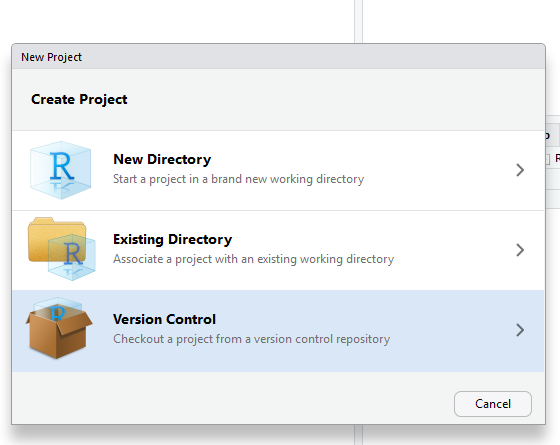 New Project
Create Project
R
New Directory
Start a project in a brand new working directory
R
Existing Directory
Associate a project with an existing working directory
R
Version Control
Checkout a project from a version control repository
Cancel